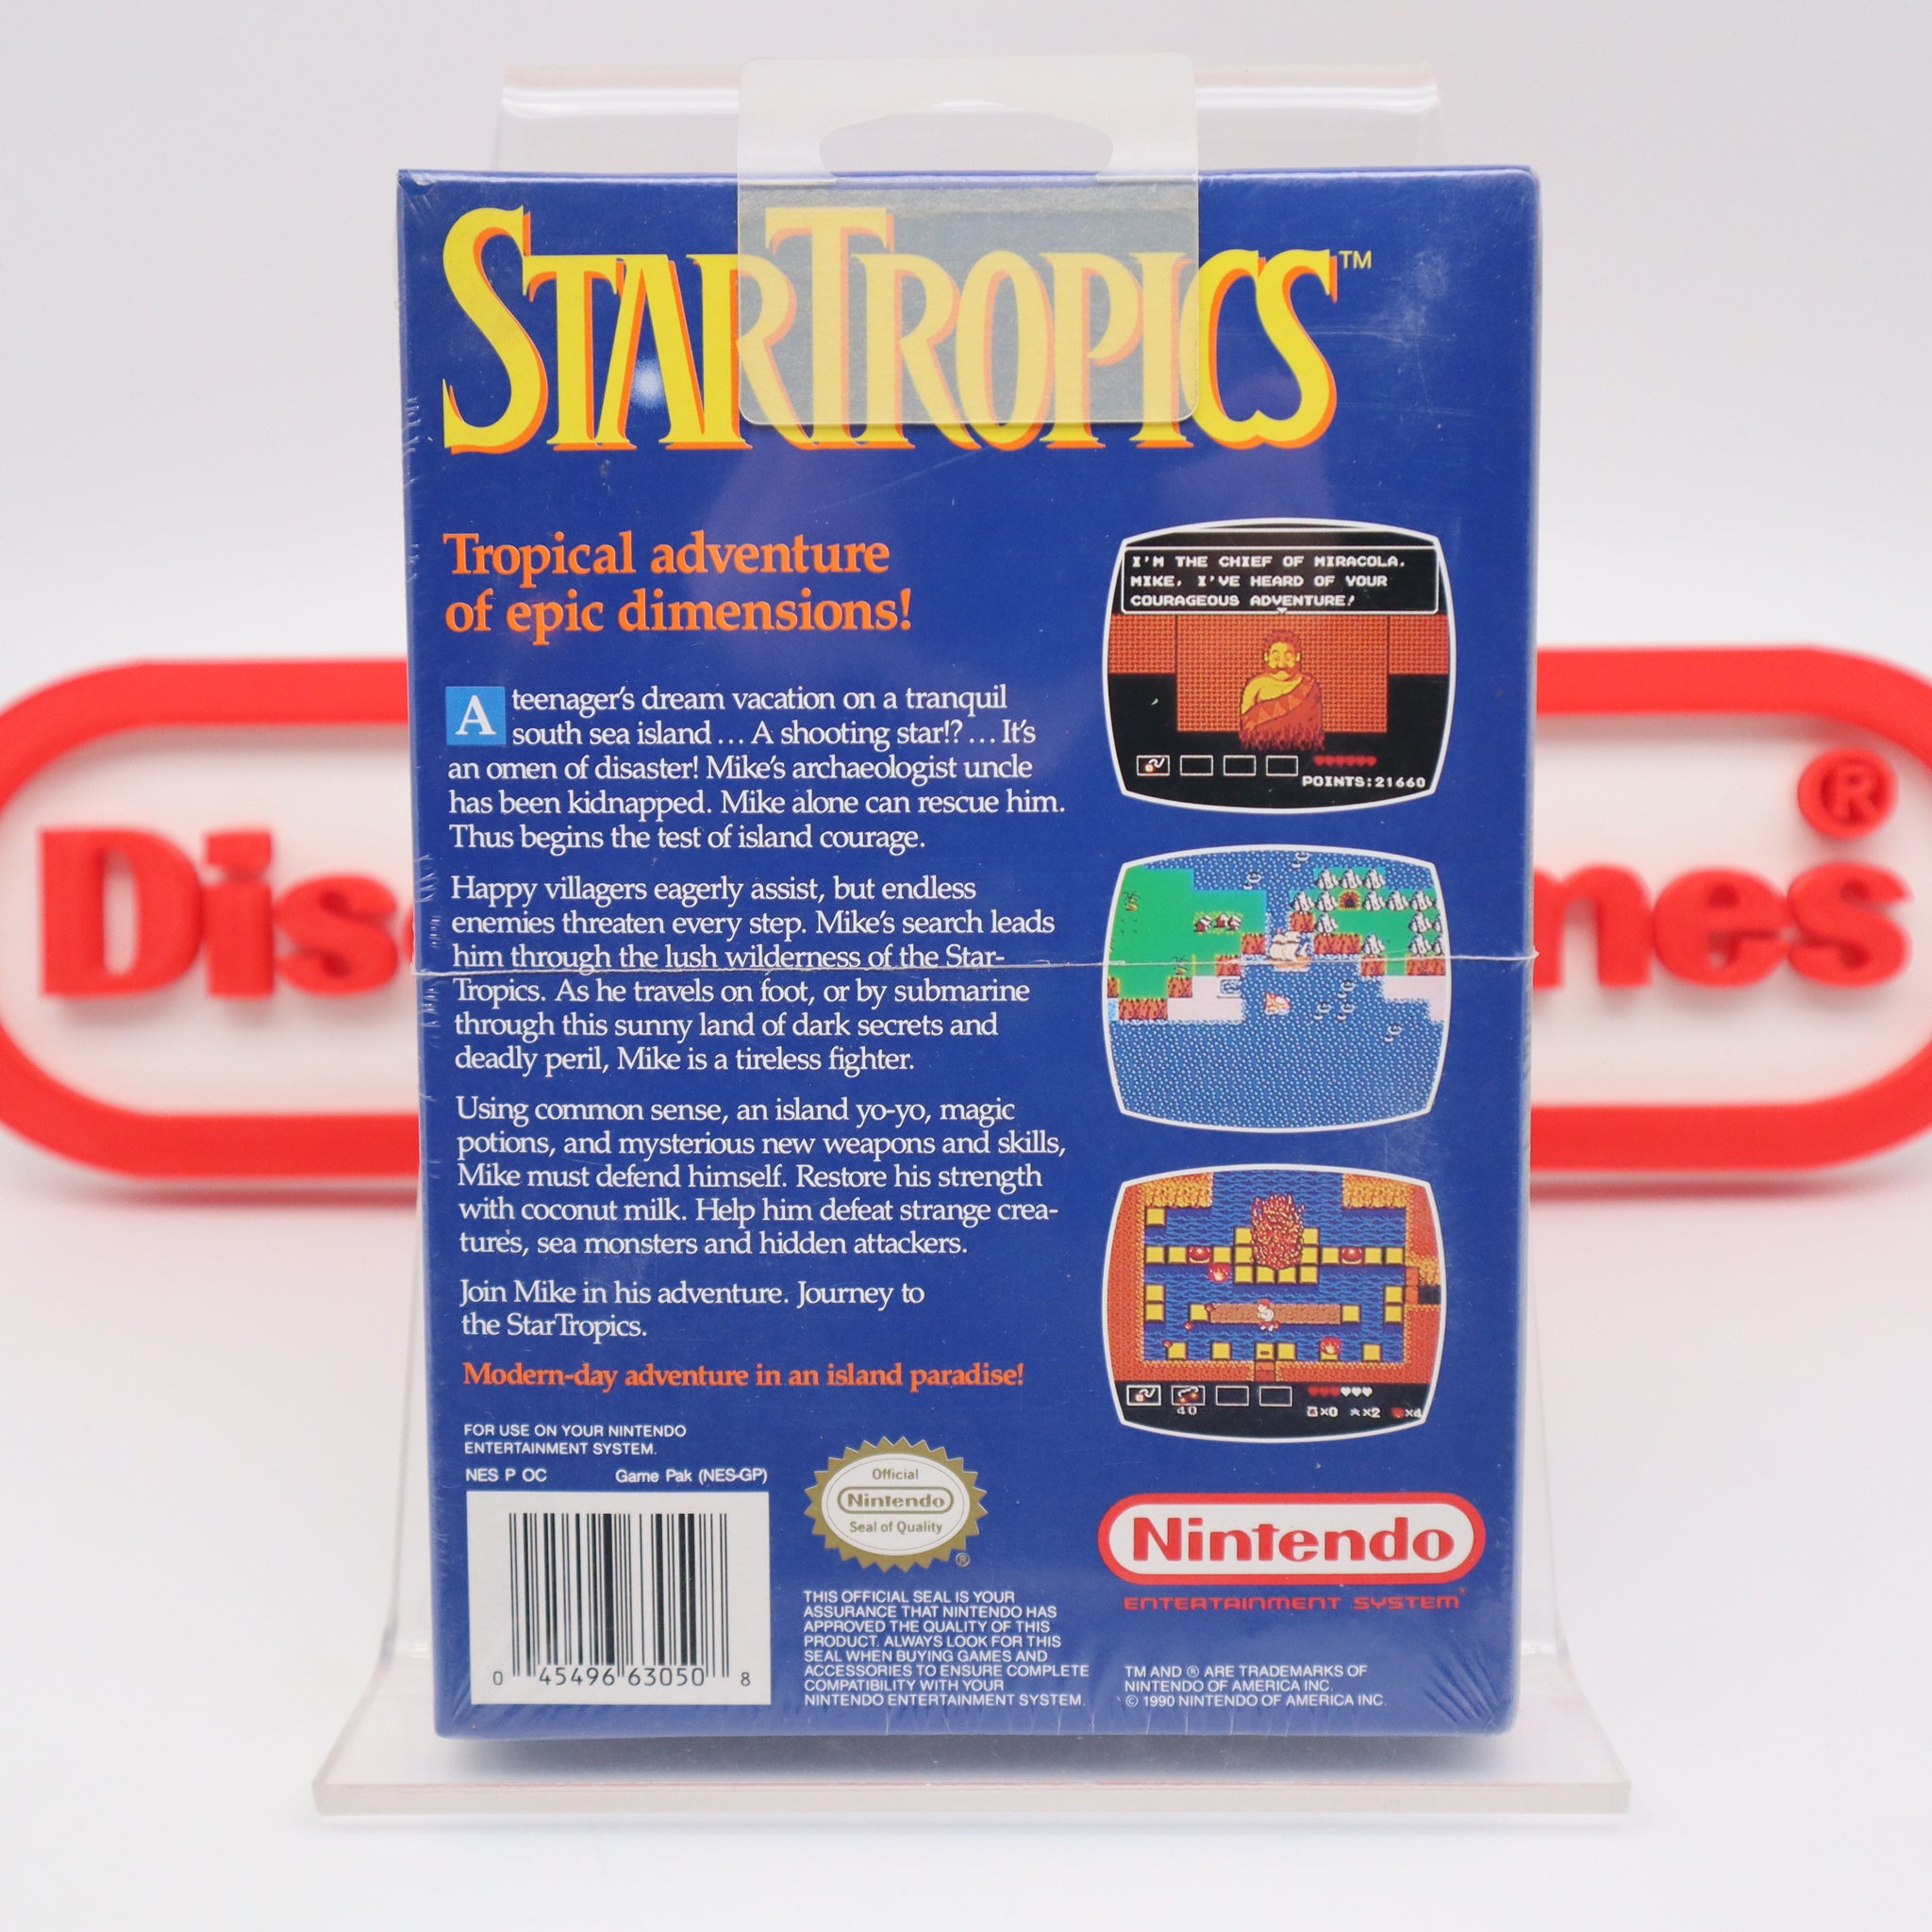 STARTROPICS™
Tropical adventure
of epic dimensions!
A teenager's dream vacation on a tranquil
south sea island ... A shooting star!? ... It's
an omen of disaster! Mike's archaeologist uncle
has been kidnapped. Mike alone can rescue him.
Thus begins the test of island courage.
Happy villagers eagerly assist, but endless
enemies threaten every step. Mike's search leads
him through the lush wilderness of the Star-
Tropics. As he travels on foot, or by submarine
through this sunny land of dark secrets and
deadly peril, Mike is a tireless fighter.
Using common sense, an island yo-yo, magic
potions, and mysterious new weapons and skills,
Mike must defend himself. Restore his strength
with coconut milk. Help him defeat strange crea-
tures, sea monsters and hidden attackers.
Join Mike in his adventure. Journey to
the StarTropics.
Modern-day adventure in an island paradise!
I'M THE CHIEF OF MIRACOLA.
MIKE, I'VE HEARD OF YOUR
COURAGEOUS ADVENTURE!
POINTS:21660
40
x0 x2 x4
FOR USE ON YOUR NINTENDO
ENTERTAINMENT SYSTEM.
NES P OC Game Pak (NES-GP)
0 45496 63050 8
Official
Nintendo
Seal of Quality
®
THIS OFFICIAL SEAL IS YOUR
ASSURANCE THAT NINTENDO HAS
APPROVED THE QUALITY OF THIS
PRODUCT. ALWAYS LOOK FOR THIS
SEAL WHEN BUYING GAMES AND
ACCESSORIES TO ENSURE COMPLETE
COMPATIBILITY WITH YOUR
NINTENDO ENTERTAINMENT SYSTEM.
Nintendo
ENTERTAINMENT SYSTEM®
TM AND ® ARE TRADEMARKS OF
NINTENDO OF AMERICA INC.
© 1990 NINTENDO OF AMERICA INC.
®